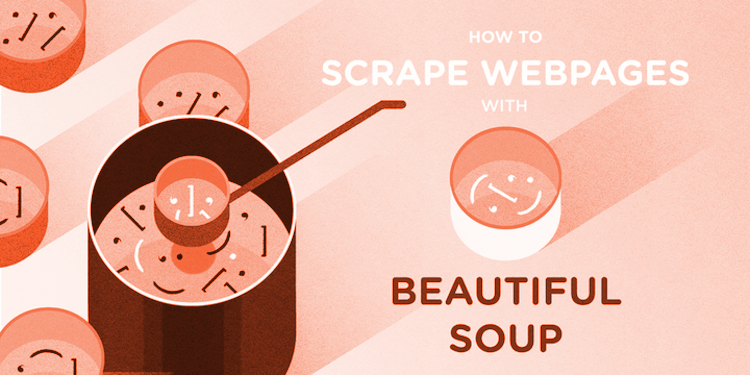 HOW TO
SCRAPE WEBPAGES
WITH
BEAUTIFUL
SOUP